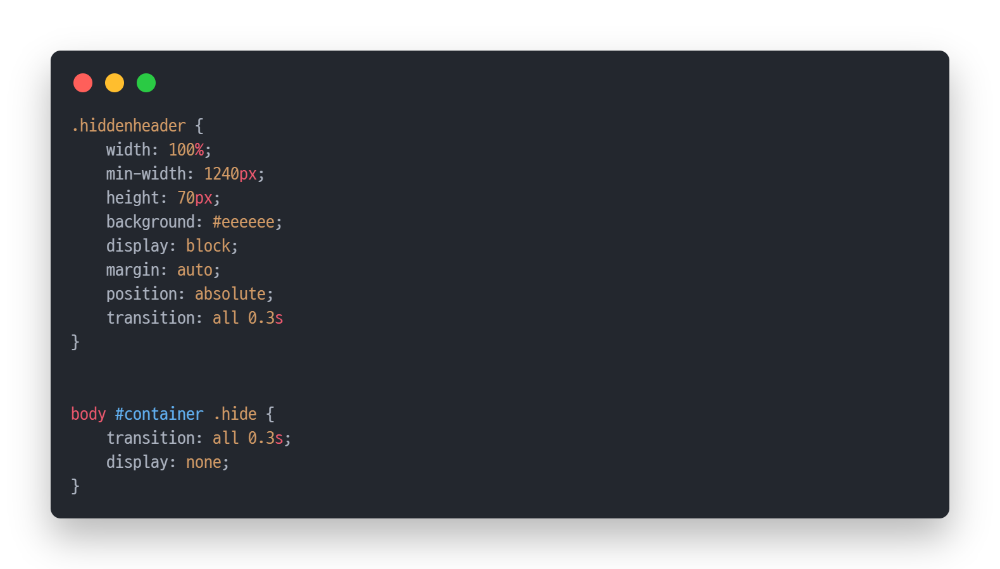 .hiddenheader {
    width: 100%;
    min-width: 1240px;
    height: 70px;
    background: #eeeeee;
    display: block;
    margin: auto;
    position: absolute;
    transition: all 0.3s
}
body #container .hide {
    transition: all 0.3s;
    display: none;
}